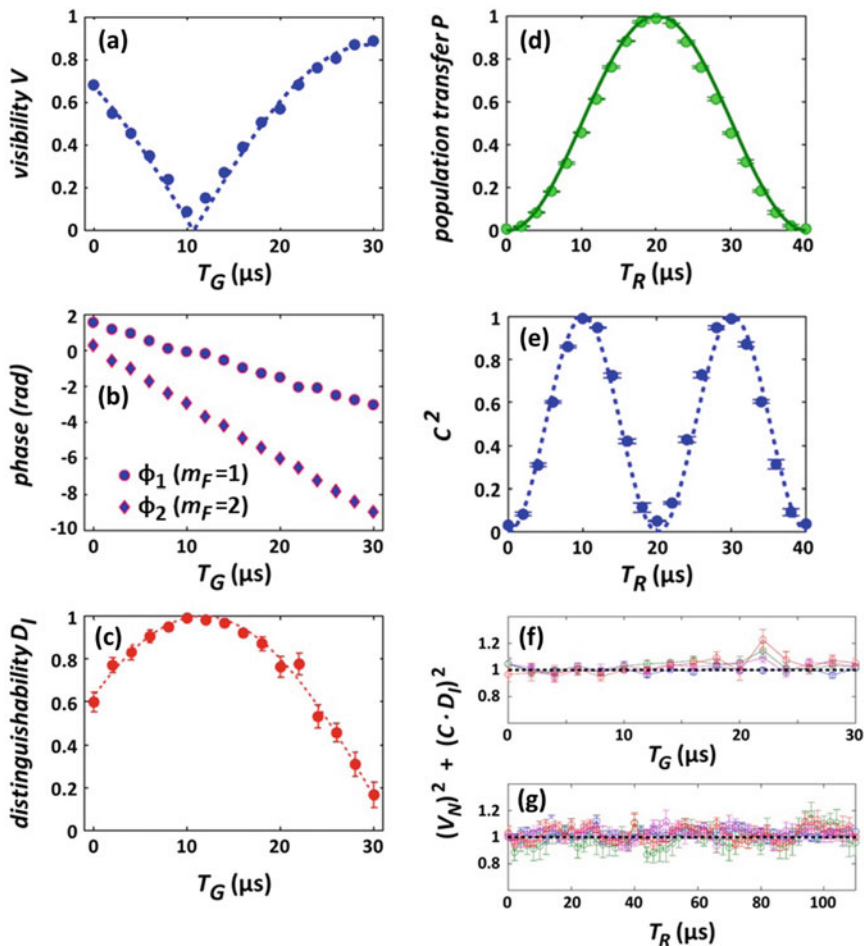 (a)
visibility V
1
0.8
0.6
0.4
0.2
0
0 10 20 30
T_G (μs)
(b)
phase (rad)
2
0
-2
-4
-6
-8
-10
ϕ₁ (m_F=1)
ϕ₂ (m_F=2)
0 10 20 30
T_G (μs)
(c)
distinguishability D_I
1
0.8
0.6
0.4
0.2
0
0 10 20 30
T_G (μs)
(d)
population transfer P
1
0.8
0.6
0.4
0.2
0
0 10 20 30 40
T_R (μs)
(e)
C²
1
0.8
0.6
0.4
0.2
0
0 10 20 30 40
T_R (μs)
(V_N)² + (C · D_I)²
(f)
1.2
1
0.8
0 10 20 30
T_G (μs)
(g)
1.2
1
0.8
0 20 40 60 80 100
T_R (μs)